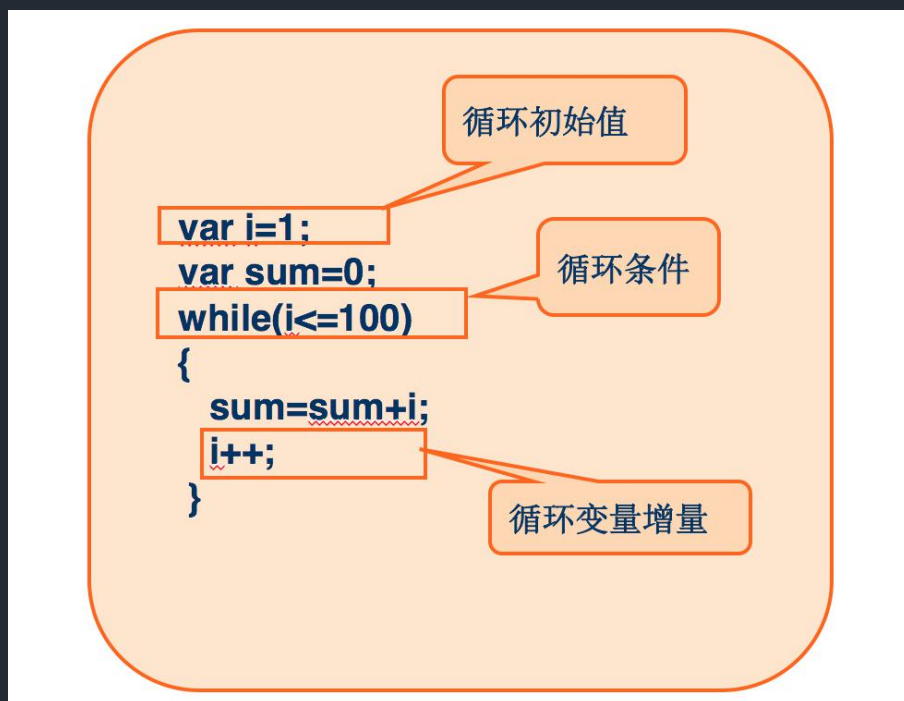 循环初始值
var i=1;
var sum=0;
循环条件
while(i<=100)
{
sum=sum+i;
i++;
}
循环变量增量